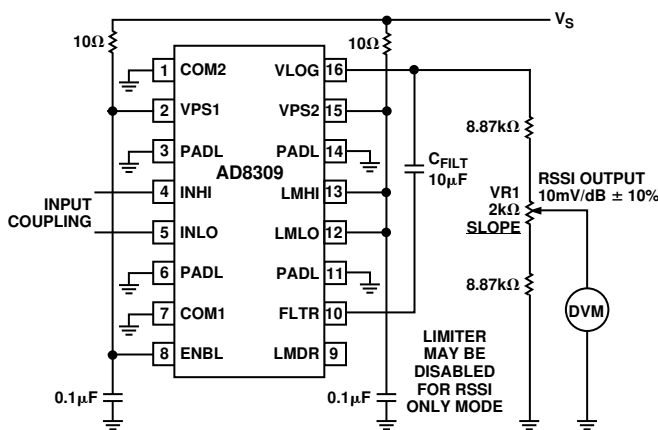 V_S
10Ω
10Ω
1 COM2
VLOG 16
2 VPS1
VPS2 15
3 PADL
PADL 14
AD8309
4 INHI
LMHI 13
5 INLO
LMLO 12
6 PADL
PADL 11
7 COM1
FLTR 10
8 ENBL
LMDR 9
INPUT
COUPLING
C_FILT
10μF
8.87kΩ
RSSI OUTPUT
10mV/dB ± 10%
VR1
2kΩ
SLOPE
8.87kΩ
DVM
LIMITER
MAY BE
DISABLED
FOR RSSI
ONLY MODE
0.1μF
0.1μF